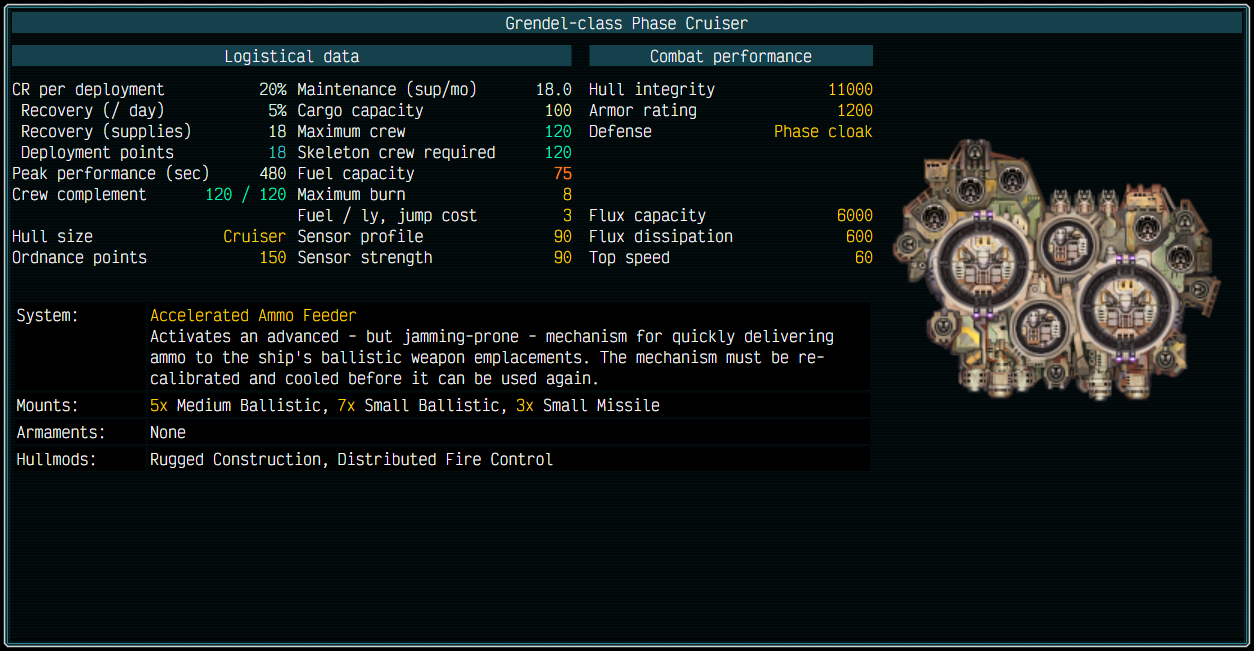 Grendel-class Phase Cruiser
Logistical data
Combat performance
CR per deployment 20% Maintenance (sup/mo) 18.0 Hull integrity 11000
Recovery (/ day) 5% Cargo capacity 100 Armor rating 1200
Recovery (supplies) 18 Maximum crew 120 Defense Phase cloak
Deployment points 18 Skeleton crew required 120
Peak performance (sec) 480 Fuel capacity 75
Crew complement 120 / 120 Maximum burn 8
Fuel / ly, jump cost 3 Flux capacity 6000
Hull size Cruiser Sensor profile 90 Flux dissipation 600
Ordnance points 150 Sensor strength 90 Top speed 60
System: Accelerated Ammo Feeder
Activates an advanced - but jamming-prone - mechanism for quickly delivering
ammo to the ship's ballistic weapon emplacements. The mechanism must be re-
calibrated and cooled before it can be used again.
Mounts: 5x Medium Ballistic, 7x Small Ballistic, 3x Small Missile
Armaments: None
Hullmods: Rugged Construction, Distributed Fire Control